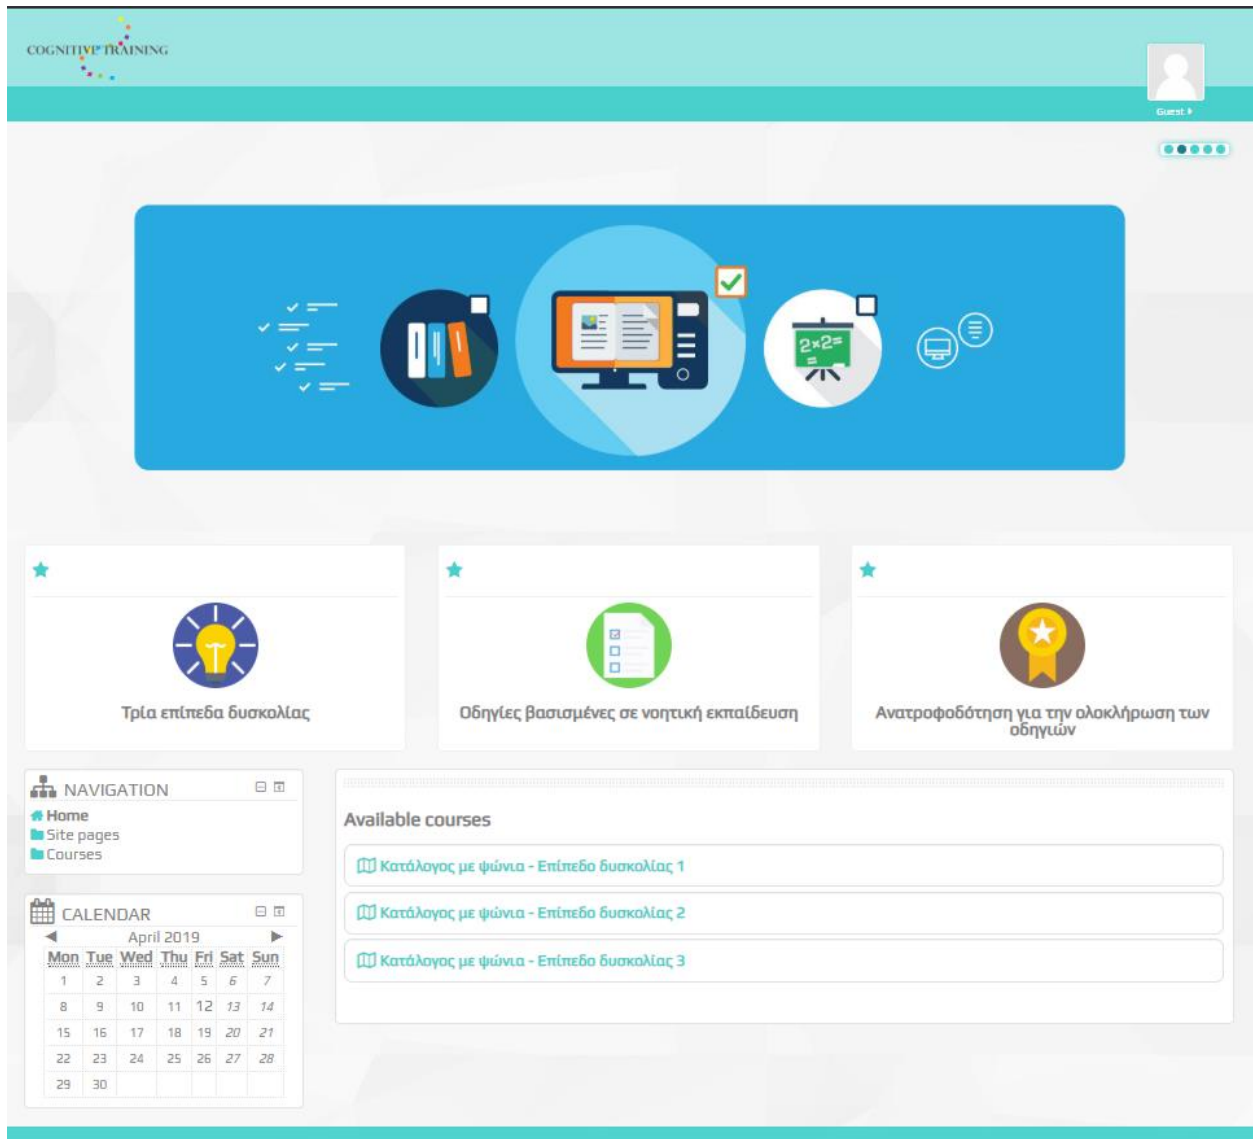 COGNITIVE TRAINING
Guest
2×2=
=
Τρία επίπεδα δυσκολίας
Οδηγίες βασισμένες σε νοητική εκπαίδευση
Ανατροφοδότηση για την ολοκλήρωση των
οδηγιών
NAVIGATION
Home
Site pages
Courses
CALENDAR
April 2019
Mon Tue Wed Thu Fri Sat Sun
1 2 3 4 5 6 7
8 9 10 11 12 13 14
15 16 17 18 19 20 21
22 23 24 25 26 27 28
29 30
Available courses
Κατάλογος με ψώνια - Επίπεδο δυσκολίας 1
Κατάλογος με ψώνια - Επίπεδο δυσκολίας 2
Κατάλογος με ψώνια - Επίπεδο δυσκολίας 3